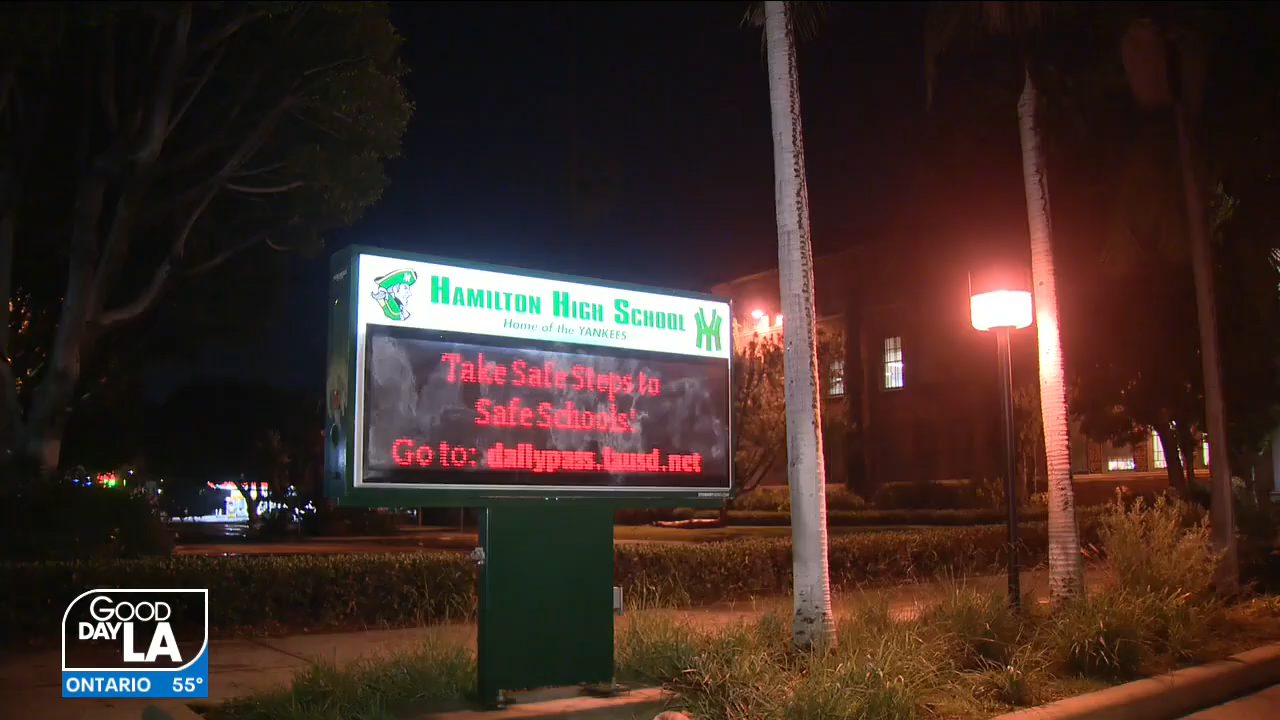 HAMILTON HIGH SCHOOL
Home of the YANKEES
'Take Safe Steps to
Safe Schools'
Go to: dailypass.lausd.net
GOOD
DAY LA
ONTARIO 55°